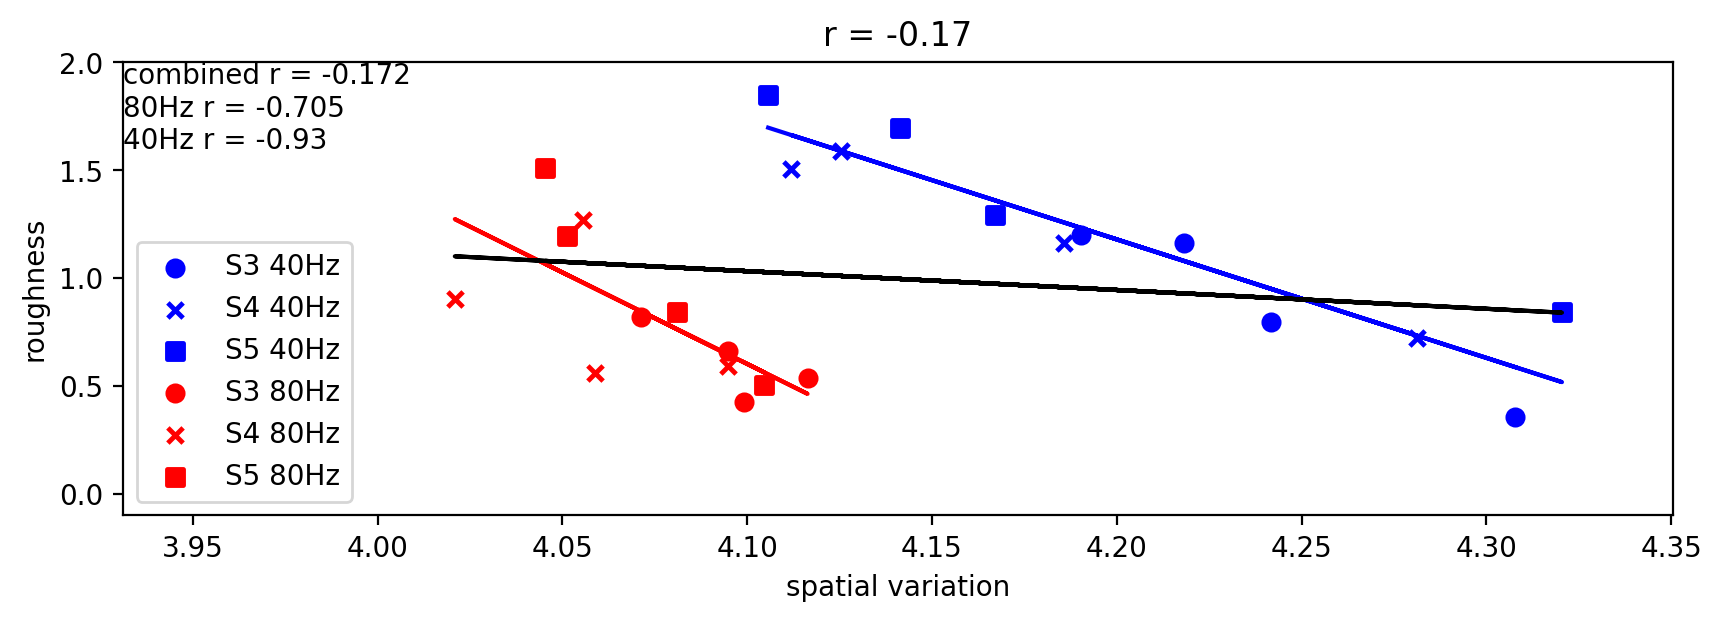 r = -0.17
combined r = -0.172
80Hz r = -0.705
40Hz r = -0.93
2.0
1.5
1.0
0.5
0.0
roughness
S3 40Hz
S4 40Hz
S5 40Hz
S3 80Hz
S4 80Hz
S5 80Hz
3.95 4.00 4.05 4.10 4.15 4.20 4.25 4.30 4.35
spatial variation